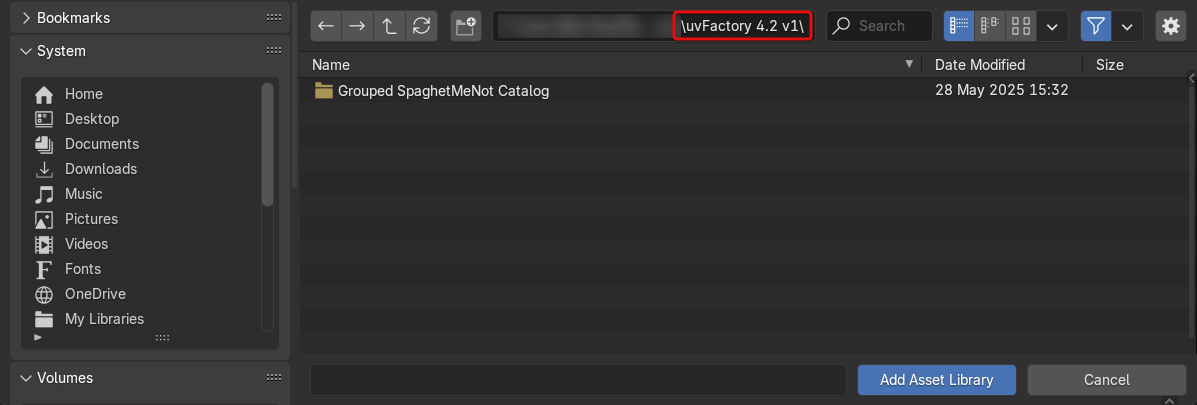 Bookmarks
System
Home
Desktop
Documents
Downloads
Music
Pictures
Videos
Fonts
OneDrive
My Libraries
Volumes
\uvFactory 4.2 v1\
Search
Name Date Modified Size
Grouped SpaghetMeNot Catalog 28 May 2025 15:32
Add Asset Library Cancel